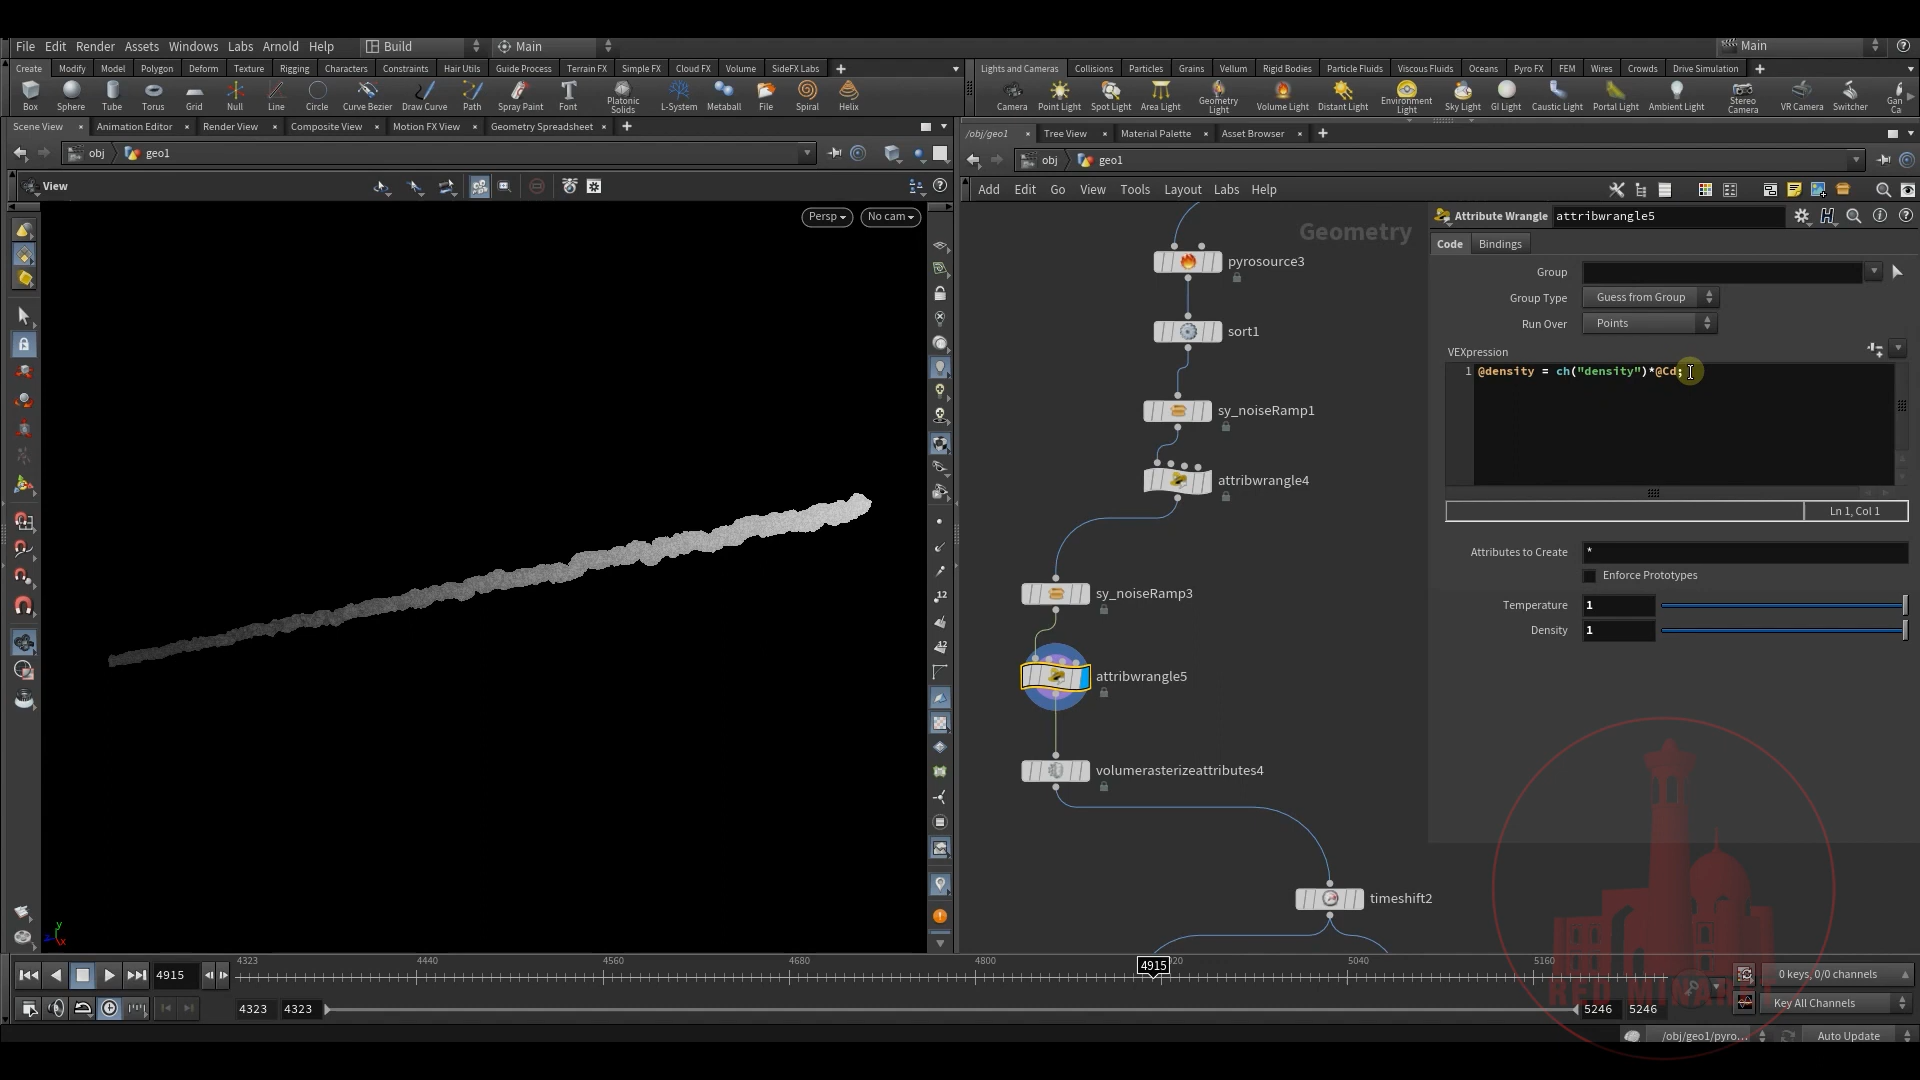 File Edit Render Assets Windows Labs Arnold Help Build Main Main
Create Modify Model Polygon Deform Texture Rigging Characters Constraints Hair Utils Guide Process Terrain FX Simple FX Cloud FX Volume SideFX Labs
Lights and Cameras Collisions Particles Grains Vellum Rigid Bodies Particle Fluids Viscous Fluids Oceans Pyro FX FEM Wires Crowds Drive Simulation
Box Sphere Tube Torus Grid Null Line Circle Curve Bezier Draw Curve Path Spray Paint Font Platonic Solids L-System Metaball File Spiral Helix
Camera Point Light Spot Light Area Light Geometry Light Volume Light Distant Light Environment Light Sky Light GI Light Caustic Light Portal Light Ambient Light Stereo Camera VR Camera Switcher
Scene View Animation Editor Render View Composite View Motion FX View Geometry Spreadsheet
/obj/geo1 Tree View Material Palette Asset Browser
obj geo1
obj geo1
View
Add Edit Go View Tools Layout Labs Help
Persp No cam
Geometry
pyrosource3
sort1
sy_noiseRamp1
attribwrangle4
sy_noiseRamp3
attribwrangle5
volumerasterizeattributes4
timeshift2
Attribute Wrangle attribwrangle5
Code Bindings
Group
Group Type Guess from Group
Run Over Points
VEXpression
1 @density = ch("density")*@Cd;
Ln 1, Col 1
Attributes to Create *
Enforce Prototypes
Temperature 1
Density 1
y
z x
4323 4440 4560 4680 4800 4915 5040 5160
4915
4323 4323 5246 5246
0 keys, 0/0 channels
Key All Channels
/obj/geo1/pyro... Auto Update
RED MINARET